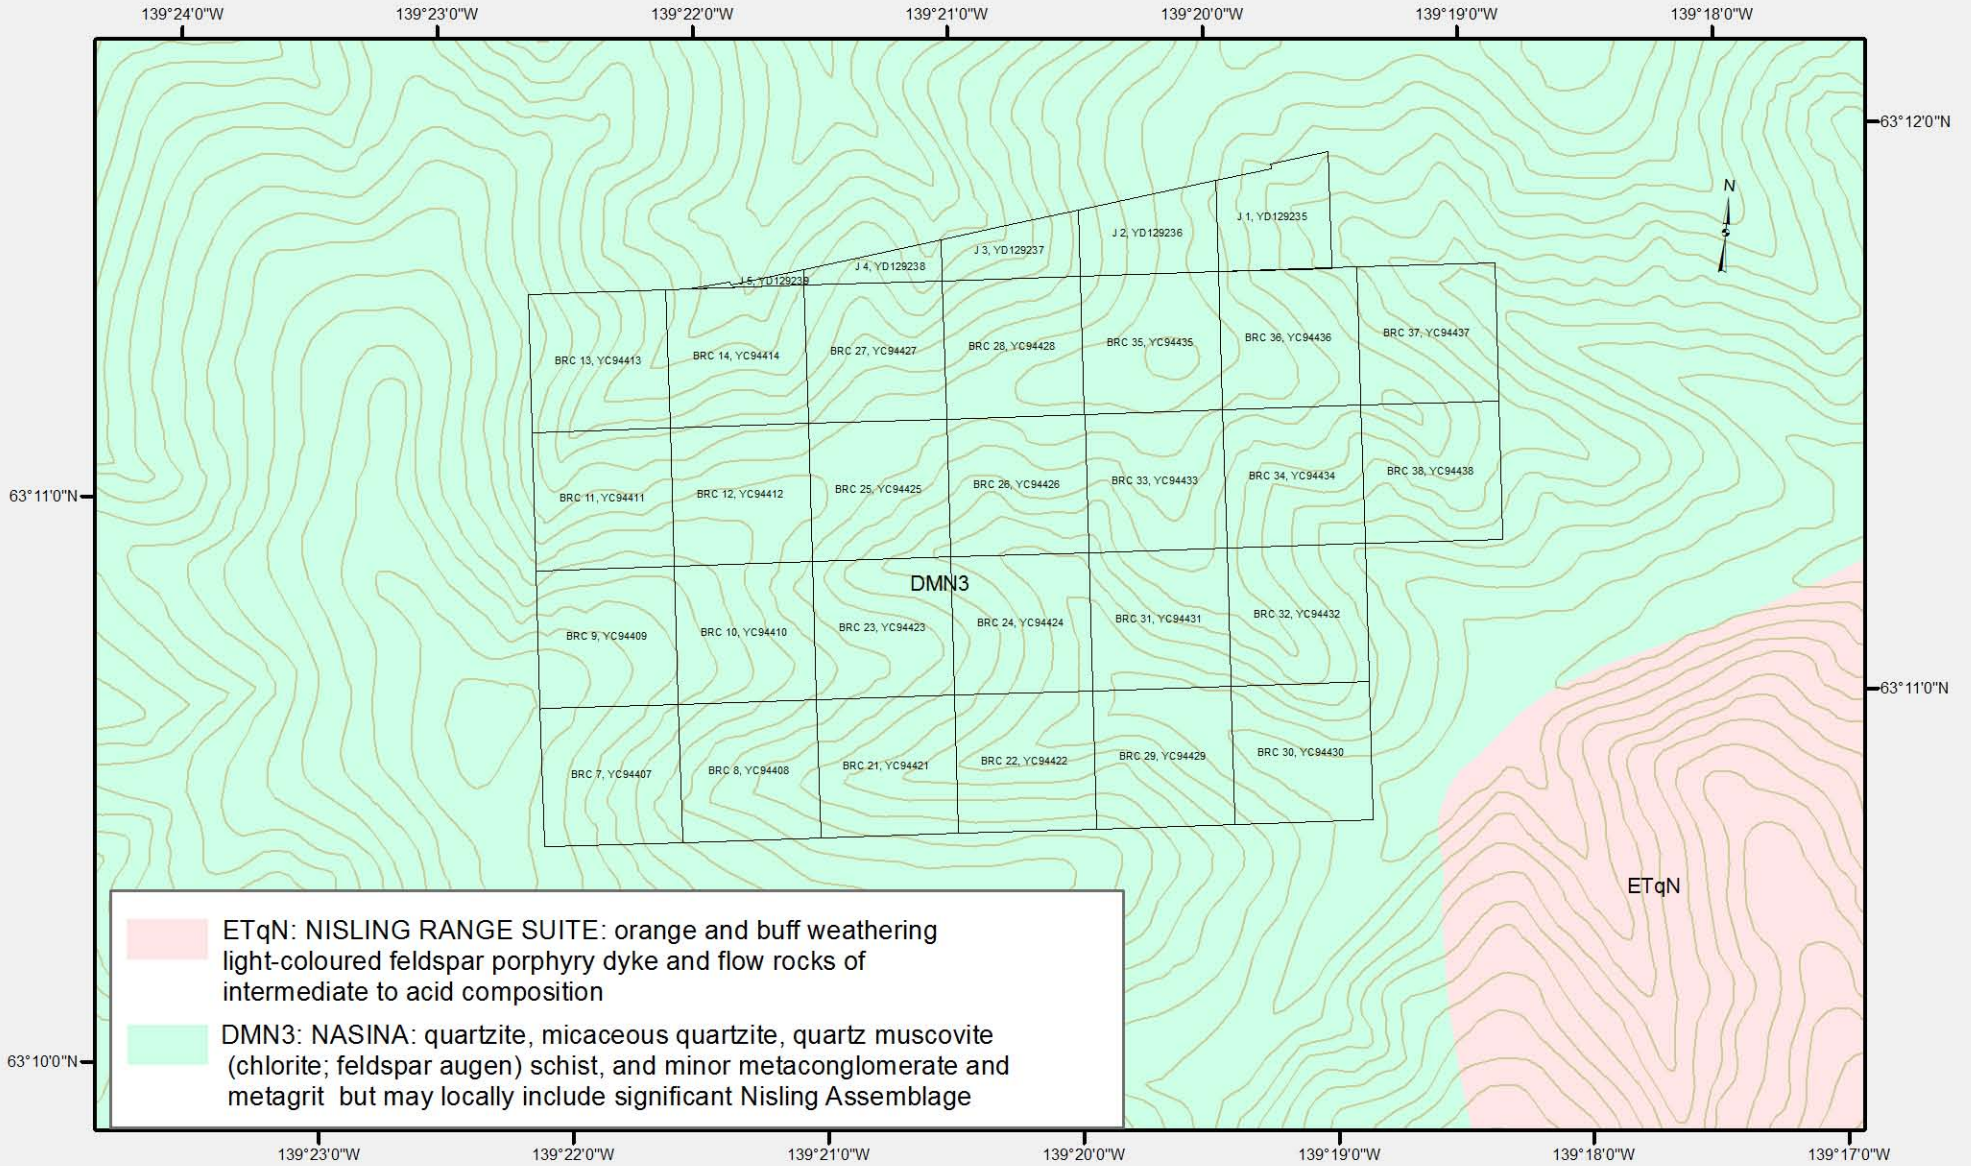 139°24'0"W 139°23'0"W 139°22'0"W 139°21'0"W 139°20'0"W 139°19'0"W 139°18'0"W
63°12'0"N
N
J 1, YD129235
J 2, YD129236
J 3, YD129237
J 4, YD129238
J 5, YD129239
BRC 13, YC94413 BRC 14, YC94414 BRC 27, YC94427 BRC 28, YC94428 BRC 35, YC94435 BRC 36, YC94436 BRC 37, YC94437
63°11'0"N
BRC 11, YC94411 BRC 12, YC94412 BRC 25, YC94425 BRC 26, YC94426 BRC 33, YC94433 BRC 34, YC94434 BRC 38, YC94438
DMN3
BRC 9, YC94409 BRC 10, YC94410 BRC 23, YC94423 BRC 24, YC94424 BRC 31, YC94431 BRC 32, YC94432
63°11'0"N
BRC 7, YC94407 BRC 8, YC94408 BRC 21, YC94421 BRC 22, YC94422 BRC 29, YC94429 BRC 30, YC94430
ETqN
ETqN: NISLING RANGE SUITE: orange and buff weathering
light-coloured feldspar porphyry dyke and flow rocks of
intermediate to acid composition
DMN3: NASINA: quartzite, micaceous quartzite, quartz muscovite
(chlorite; feldspar augen) schist, and minor metaconglomerate and
metagrit but may locally include significant Nisling Assemblage
63°10'0"N
139°23'0"W 139°22'0"W 139°21'0"W 139°20'0"W 139°19'0"W 139°18'0"W 139°17'0"W